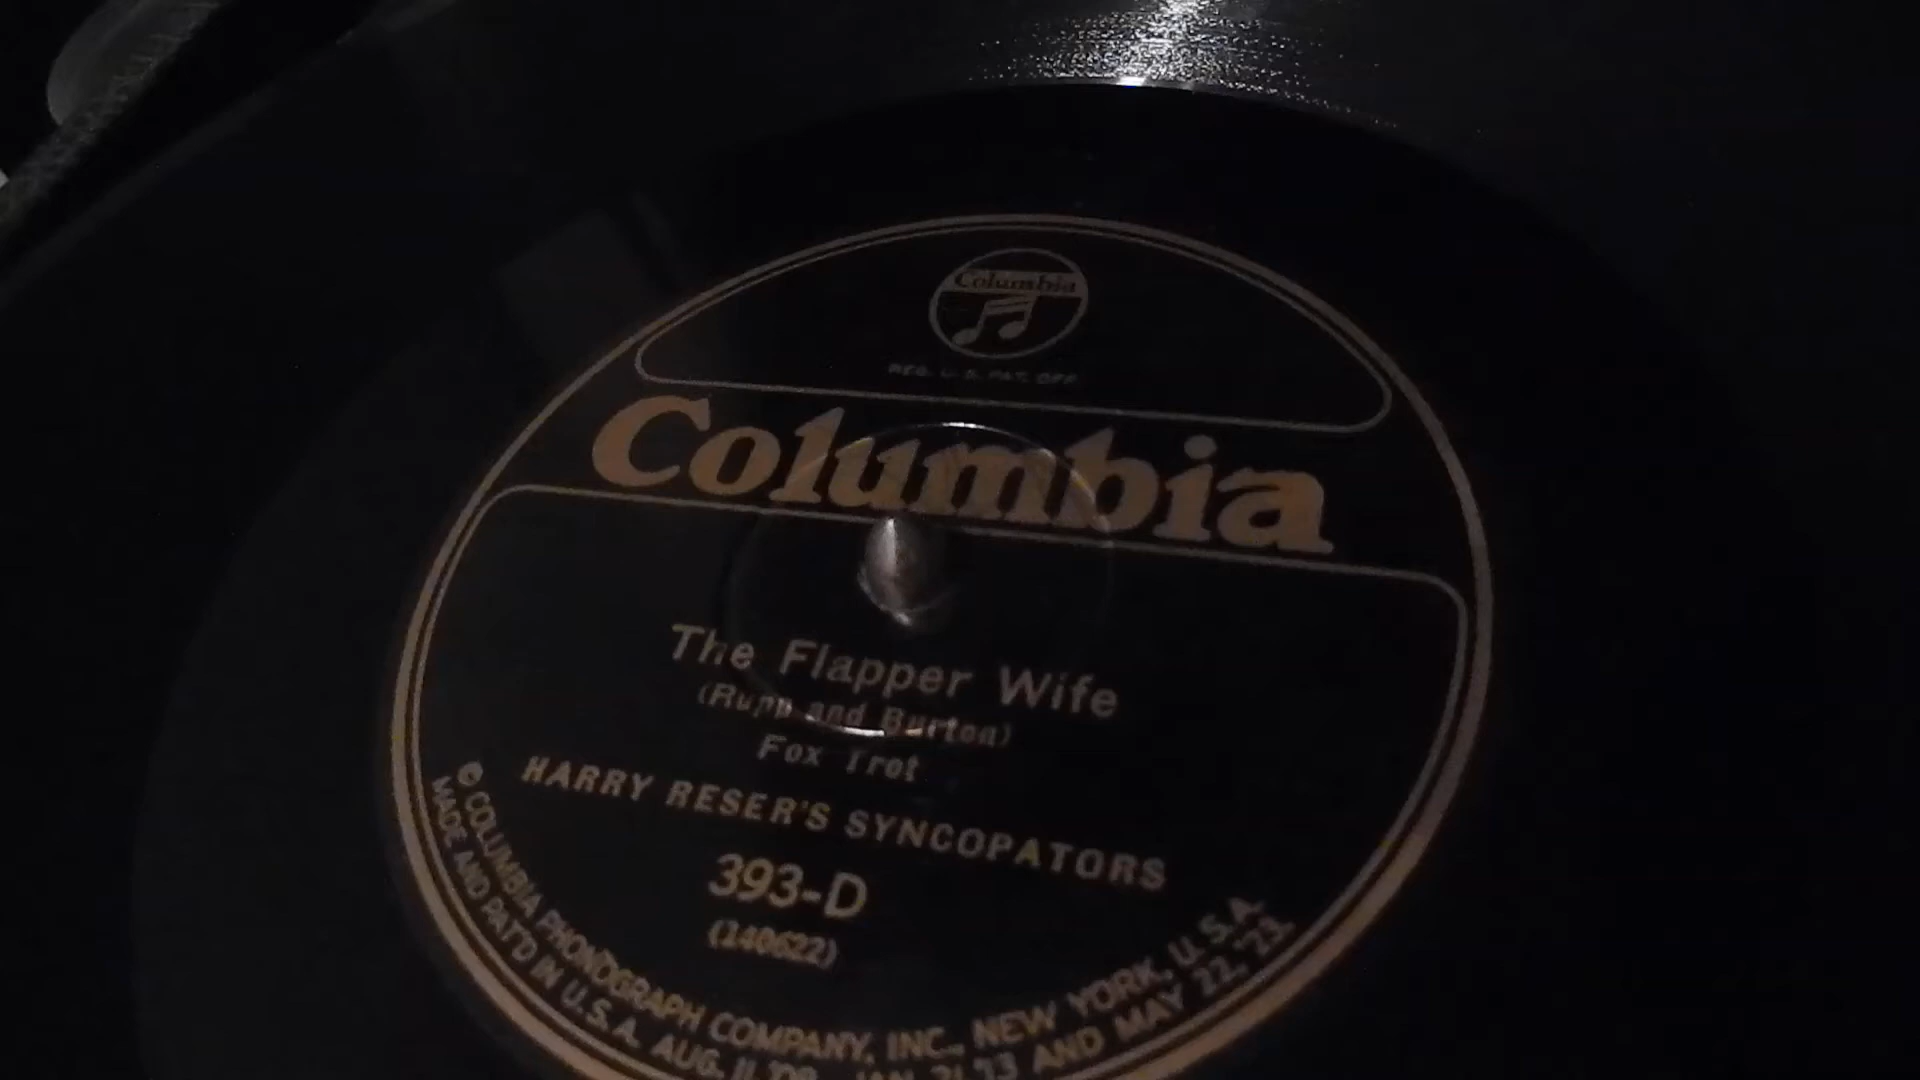 Columbia
REG. U.S. PAT. OFF.
Columbia
The Flapper Wife
(Rupp and Burton)
Fox Trot
HARRY RESER'S SYNCOPATORS
393-D
(140622)
© COLUMBIA PHONOGRAPH COMPANY, INC., NEW YORK, U.S.A.
MADE AND PAT'D IN U.S.A. AUG. 11, '08, JAN. 21, '13 AND MAY 22, '23.